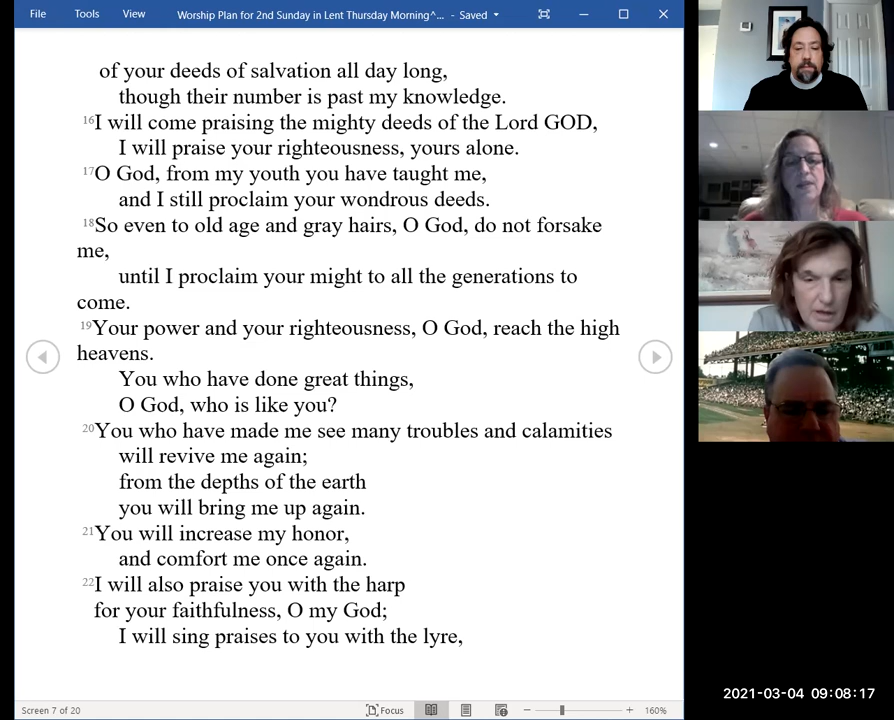 File Tools Worship Plan for 2nd Sunday in Lent Thursday Morning^... - Saved
of your deeds of salvation all day long,
though their number is past my knowledge.
16I will come praising the mighty deeds of the Lord GOD,
I will praise your righteousness, yours alone.
17O God, from my youth you have taught me,
and I still proclaim your wondrous deeds.
18So even to old age and gray hairs, O God, do not forsake
me,
until I proclaim your might to all the generations to
come.
19Your power and your righteousness, O God, reach the high
heavens.
You who have done great things,
O God, who is like you?
20You who have made me see many troubles and calamities
will revive me again;
from the depths of the earth
you will bring me up again.
21You will increase my honor,
and comfort me once again.
22I will also praise you with the harp
for your faithfulness, O my God;
I will sing praises to you with the lyre,
2021-03-04 09:08:17
Screen 7 of 20 Focus 160%